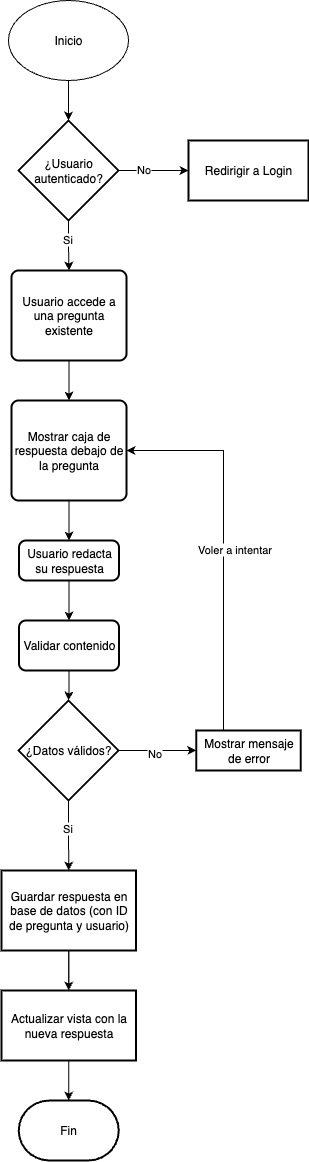 Inicio
¿Usuario
autenticado?
No
Redirigir a Login
Si
Usuario accede a
una pregunta
existente
Mostrar caja de
respuesta debajo de
la pregunta
Voler a intentar
Usuario redacta
su respuesta
Validar contenido
¿Datos válidos?
No
Mostrar mensaje
de error
Si
Guardar respuesta en
base de datos (con ID
de pregunta y usuario)
Actualizar vista con la
nueva respuesta
Fin